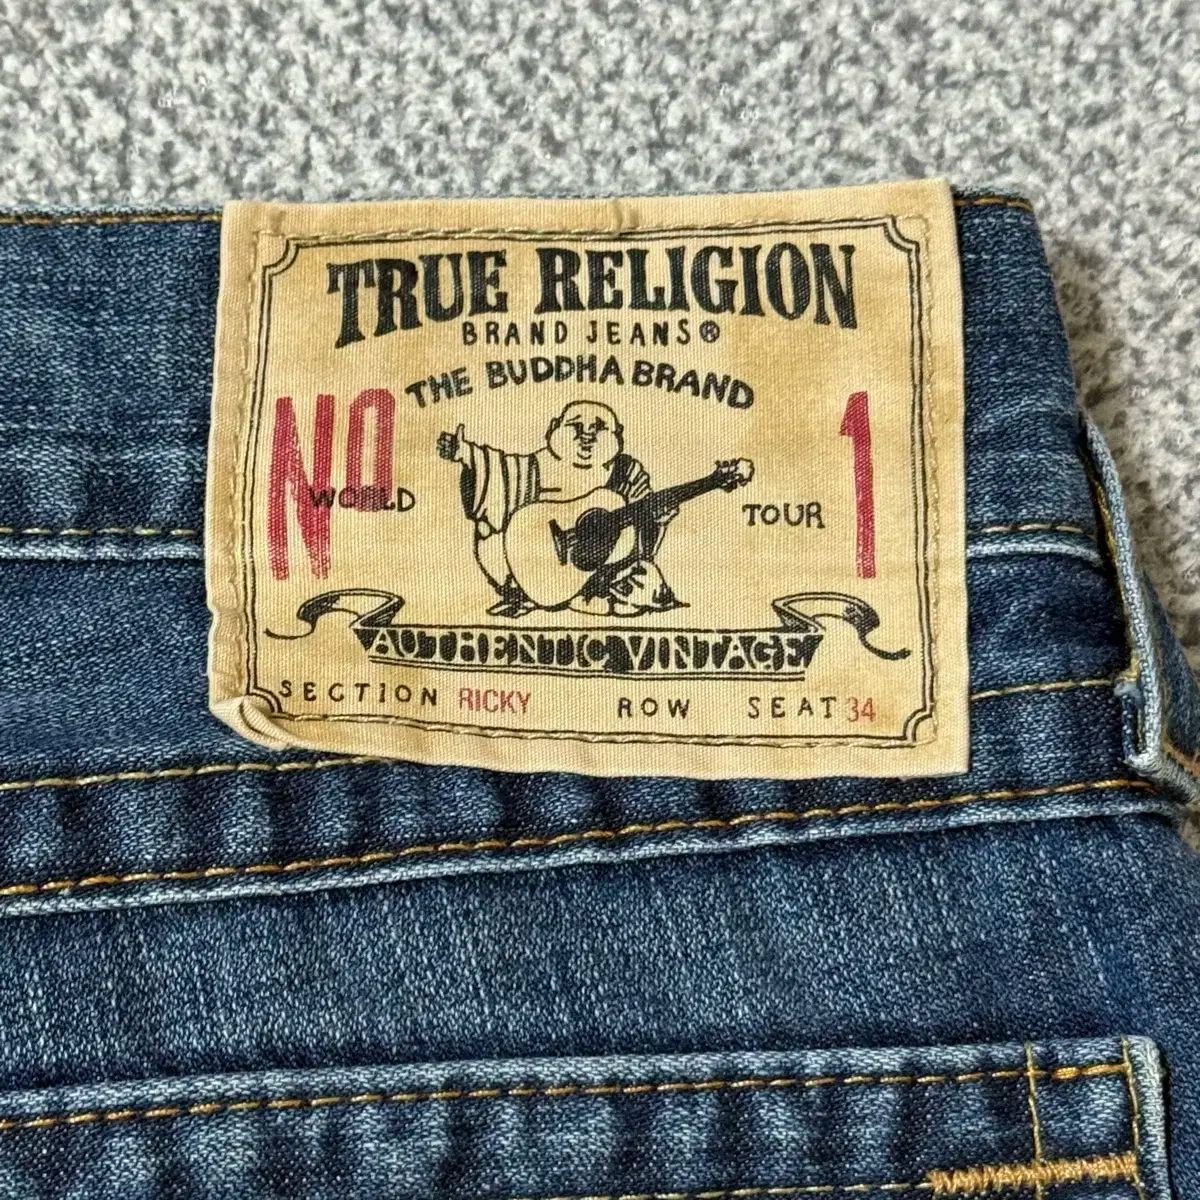 TRUE RELIGION
BRAND JEANS®
THE BUDDHA BRAND
No 1
WORLD TOUR
AUTHENTIC VINTAGE
SECTION RICKY ROW SEAT 34